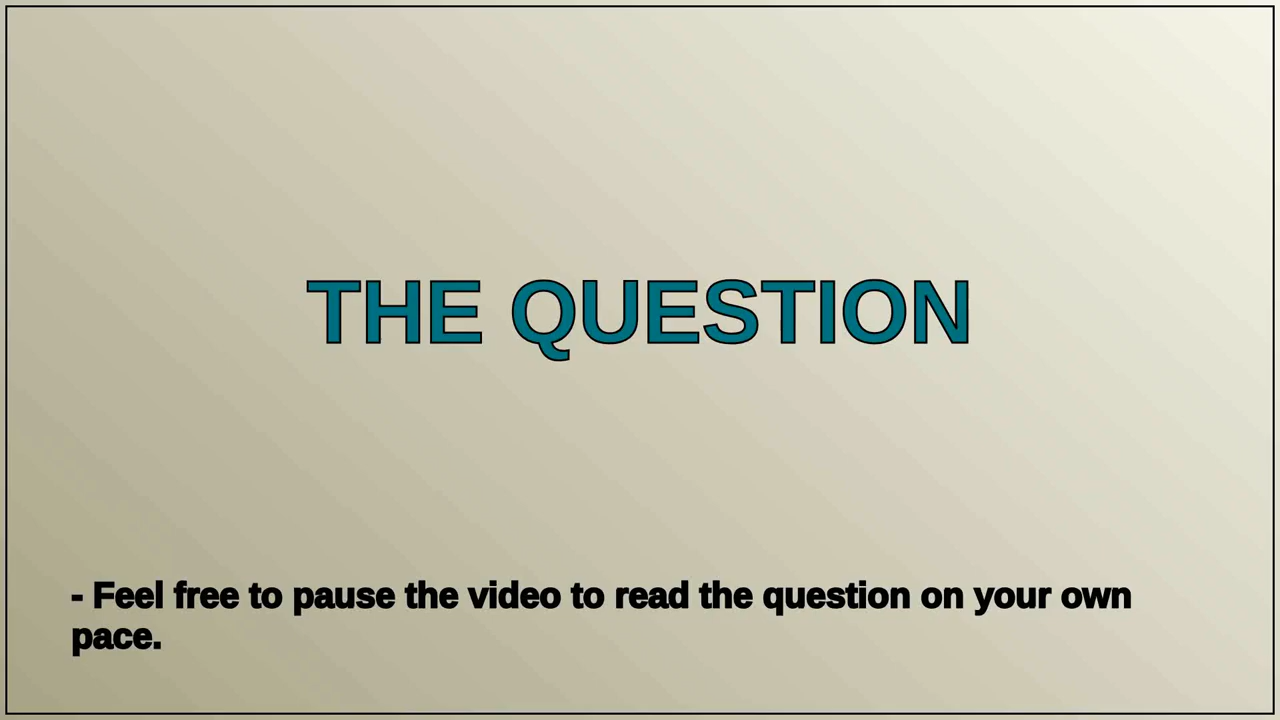 THE QUESTION
- Feel free to pause the video to read the question on your own
pace.